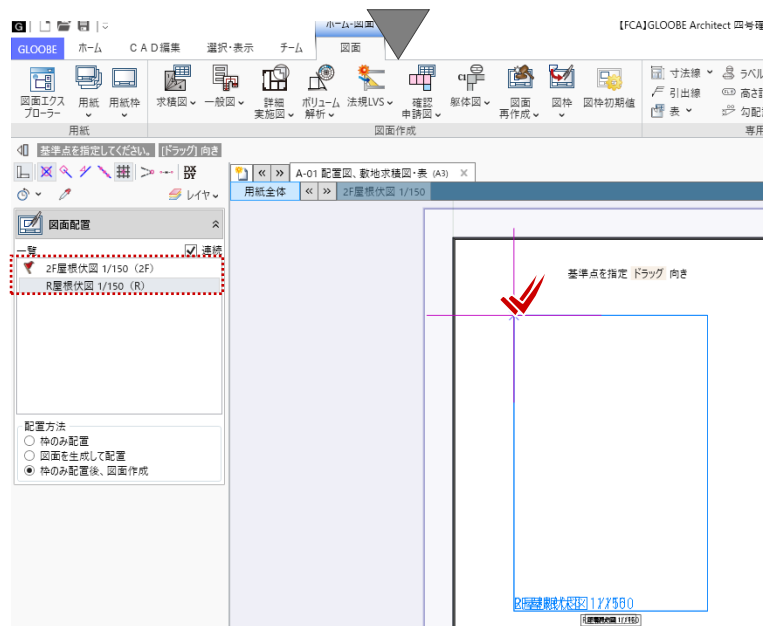 G
ホーム-図面
[FCA]GLOOBE Architect 四号確
GLOOBE ホーム CAD編集 選択・表示 チーム 図面
図面エクスプローラー 用紙 用紙枠 求積図 一般図 詳細実施図 ボリューム解析 法規LVS 確認申請図 躯体図 図面再作成 図枠 図枠初期値
寸法線 ラベル
引出線 高さ
表 勾配
用紙 図面作成 専用
基準点を指定してください。 [ドラッグ] 向き
DX
DY
レイヤ
A-01 配置図、敷地求積図・表 (A3)
用紙全体 « » 2F屋根伏図 1/150
図面配置
一覧 連続
2F屋根伏図 1/150（2F）
R屋根伏図 1/150（R）
配置方法
枠のみ配置
図面を生成して配置
枠のみ配置後、図面作成
基準点を指定 ドラッグ 向き